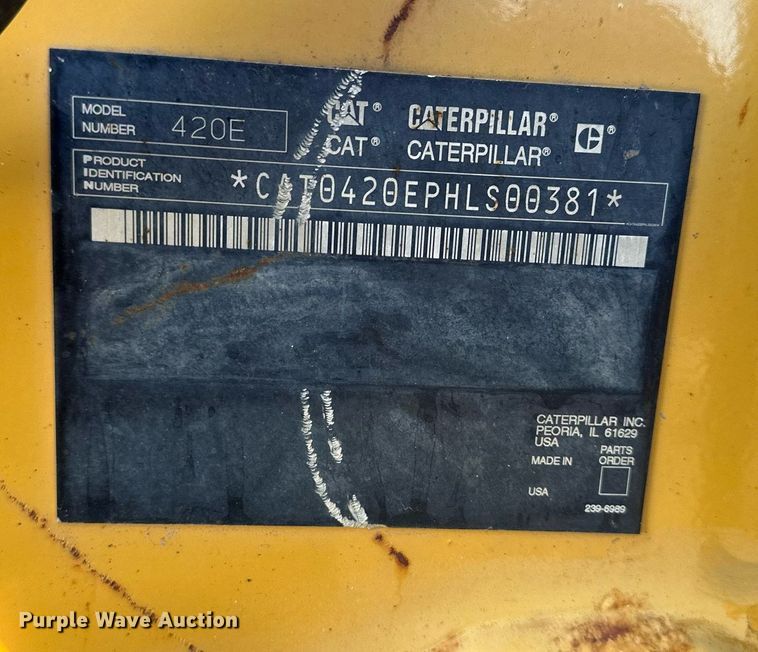 MODEL
NUMBER 420E
CAT® CATERPILLAR®
CAT® CATERPILLAR®
PRODUCT
IDENTIFICATION
NUMBER
*CAT0420EPHLS00381*
CATERPILLAR INC.
PEORIA, IL 61629
USA
PARTS
MADE IN ORDER
USA
239-6989
Purple Wave Auction